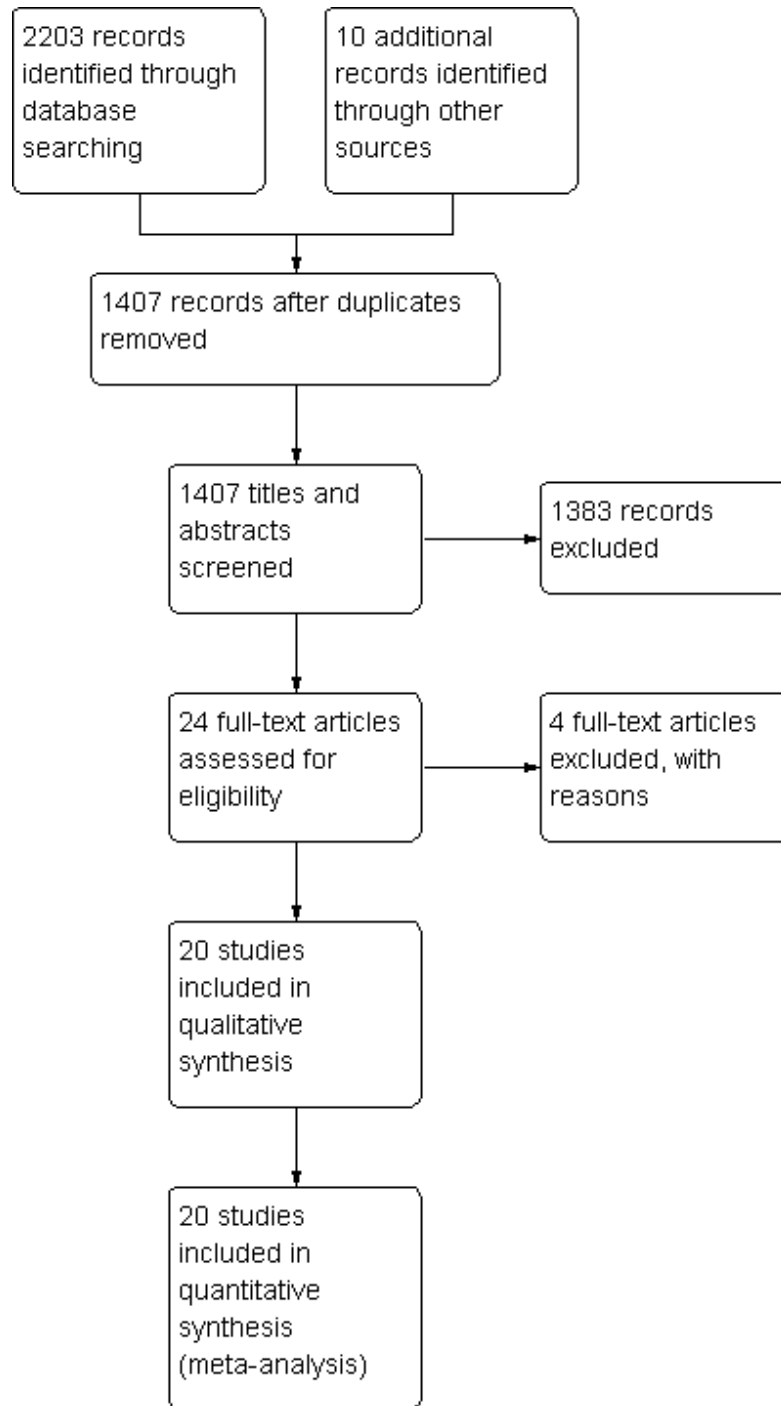 2203 records
identified through
database
searching
10 additional
records identified
through other
sources
1407 records after duplicates
removed
1407 titles and
abstracts
screened
1383 records
excluded
24 full-text articles
assessed for
eligibility
4 full-text articles
excluded, with
reasons
20 studies
included in
qualitative
synthesis
20 studies
included in
quantitative
synthesis
(meta-analysis)